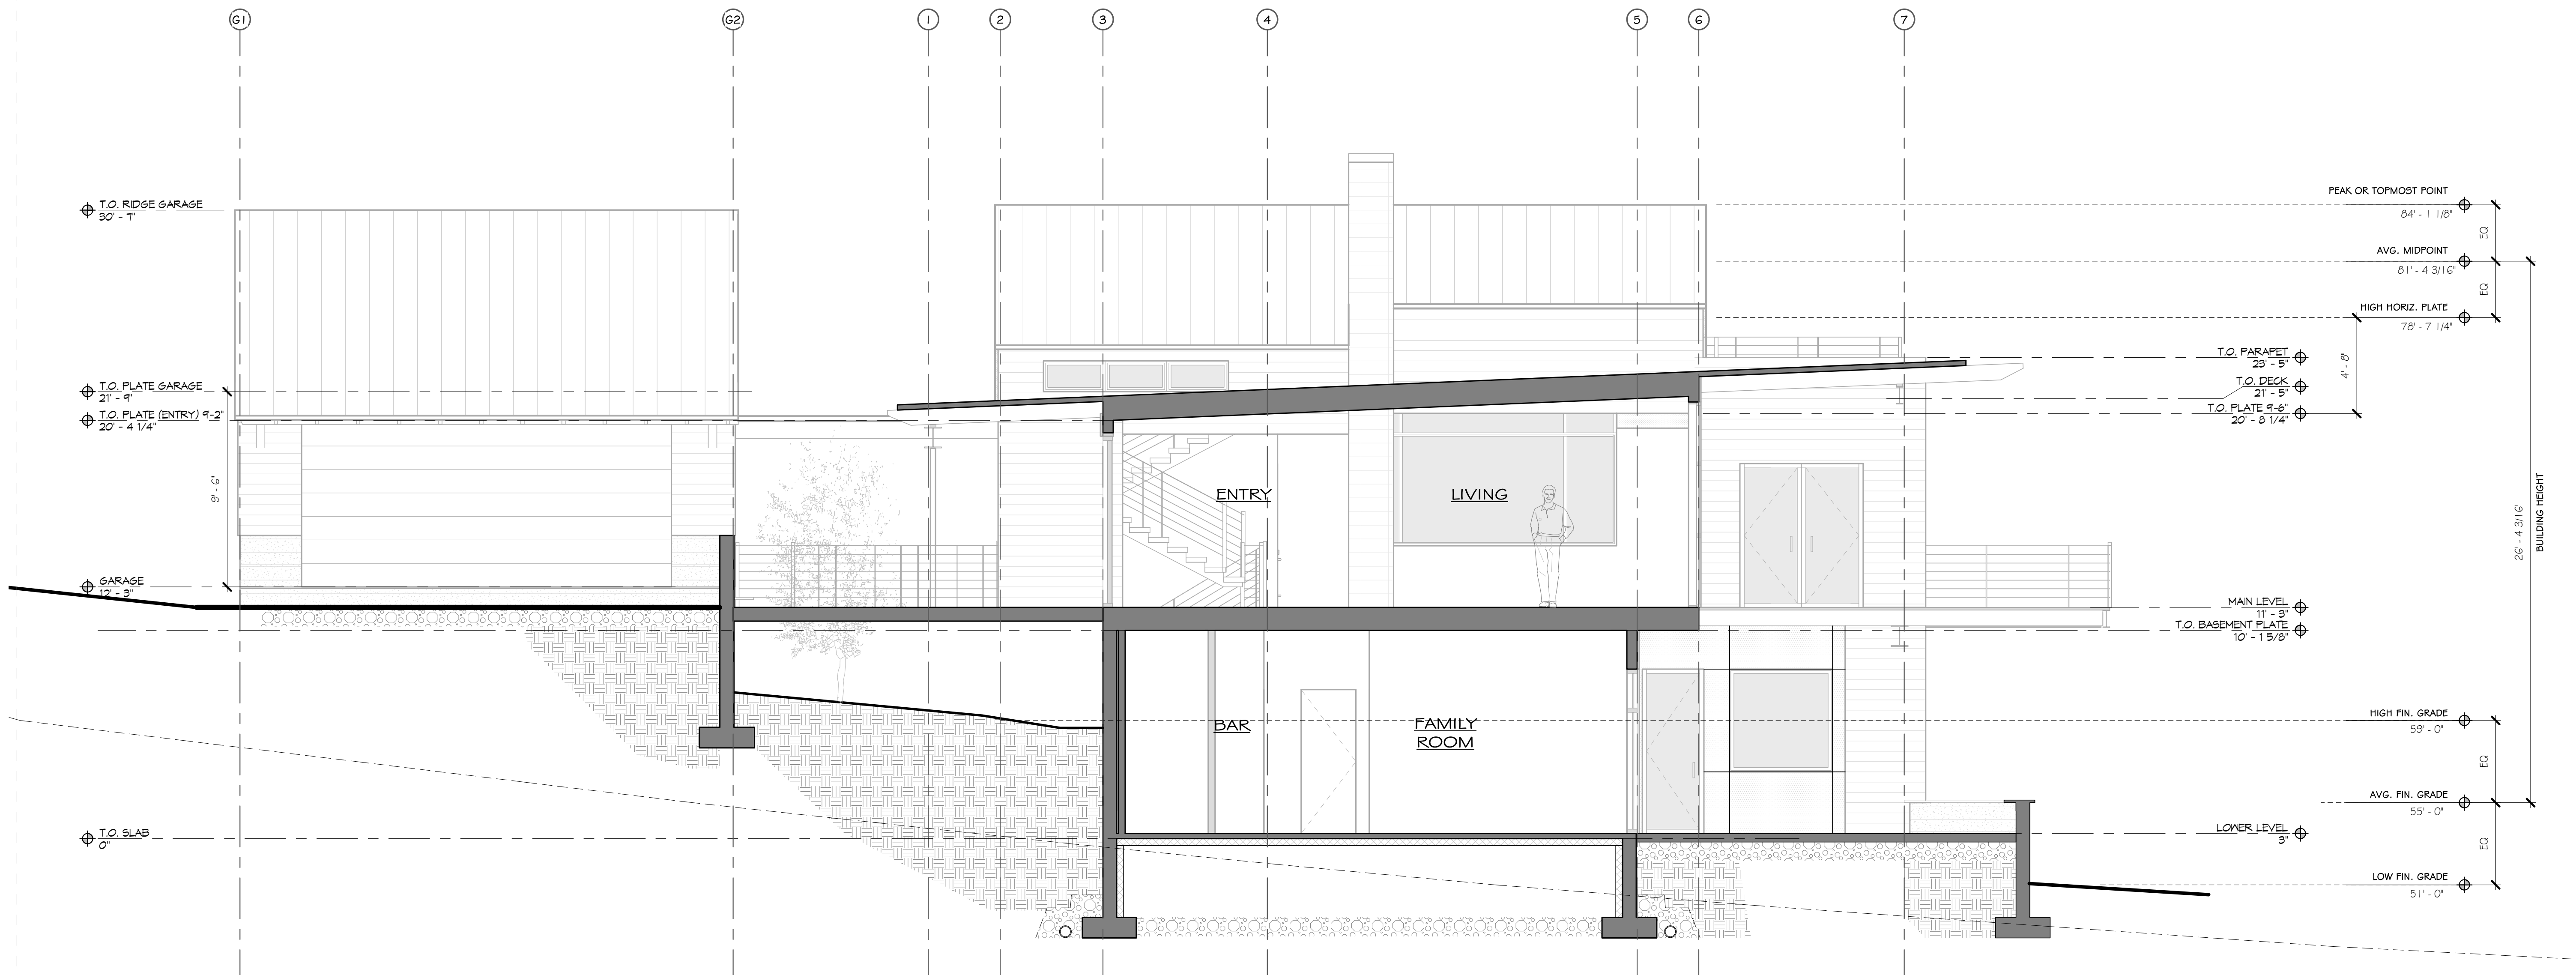 G1 G2 1 2 3 4 5 6 7
T.O. RIDGE GARAGE
30' - 7"
T.O. PLATE GARAGE
21' - 9"
T.O. PLATE (ENTRY) 9-2"
20' - 4 1/4"
9' - 6"
GARAGE
12' - 3"
T.O. SLAB
0"
ENTRY
LIVING
BAR
FAMILY
ROOM
T.O. PARAPET
23' - 5"
T.O. DECK
21' - 5"
T.O. PLATE 9-6"
20' - 8 1/4"
MAIN LEVEL
11' - 3"
T.O. BASEMENT PLATE
10' - 1 5/8"
LOWER LEVEL
3"
PEAK OR TOPMOST POINT
84' - 1 1/8"
EQ
AVG. MIDPOINT
81' - 4 3/16"
EQ
HIGH HORIZ. PLATE
78' - 7 1/4"
4' - 8"
26' - 4 3/16"
BUILDING HEIGHT
HIGH FIN. GRADE
59' - 0"
EQ
AVG. FIN. GRADE
55' - 0"
EQ
LOW FIN. GRADE
51' - 0"